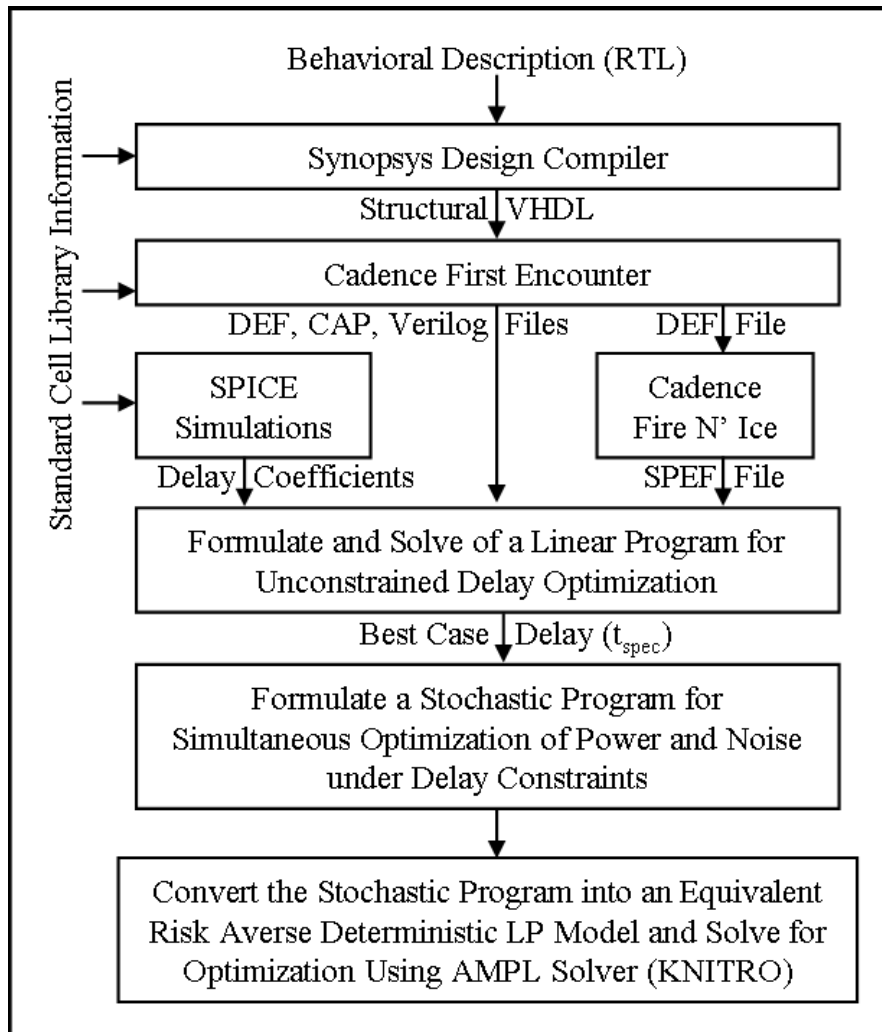 Behavioral Description (RTL)
Standard Cell Library Information
Synopsys Design Compiler
Structural VHDL
Cadence First Encounter
DEF, CAP, Verilog Files
DEF File
SPICE
Simulations
Cadence
Fire N’ Ice
Delay Coefficients
SPEF File
Formulate and Solve of a Linear Program for
Unconstrained Delay Optimization
Best Case Delay (tspec)
Formulate a Stochastic Program for
Simultaneous Optimization of Power and Noise
under Delay Constraints
Convert the Stochastic Program into an Equivalent
Risk Averse Deterministic LP Model and Solve for
Optimization Using AMPL Solver (KNITRO)